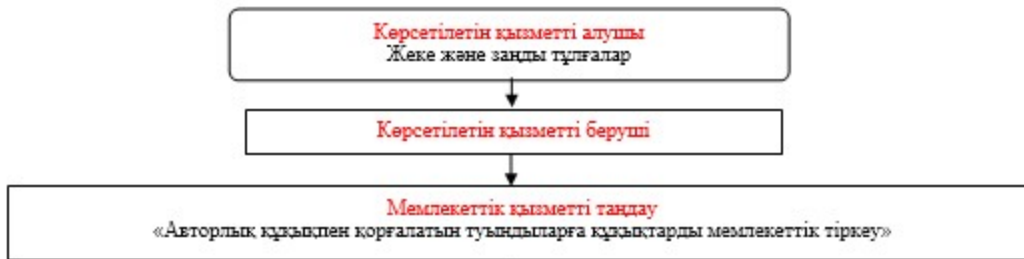 Көрсетілетін қызметті алушы
Жеке және заңды тұлғалар
Көрсетілетін қызметті беруші
Мемлекеттік қызметті таңдау
«Авторлық құқықпен қорғалатын туындыларға құқықтарды мемлекеттік тіркеу»